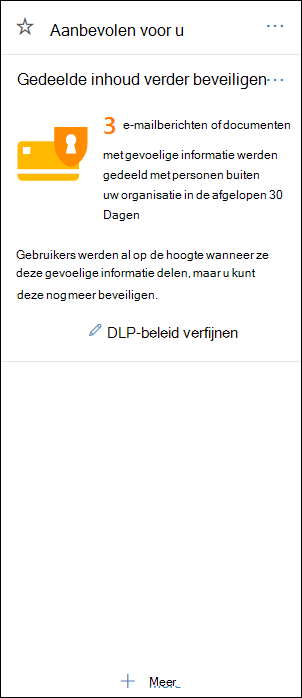 Aanbevolen voor u
Gedeelde inhoud verder beveiligen
3 e-mailberichten of documenten
met gevoelige informatie werden
gedeeld met personen buiten
uw organisatie in de afgelopen 30
Dagen
Gebruikers werden al op de hoogte wanneer ze
deze gevoelige informatie delen, maar u kunt
deze nog meer beveiligen.
DLP-beleid verfijnen
Meer